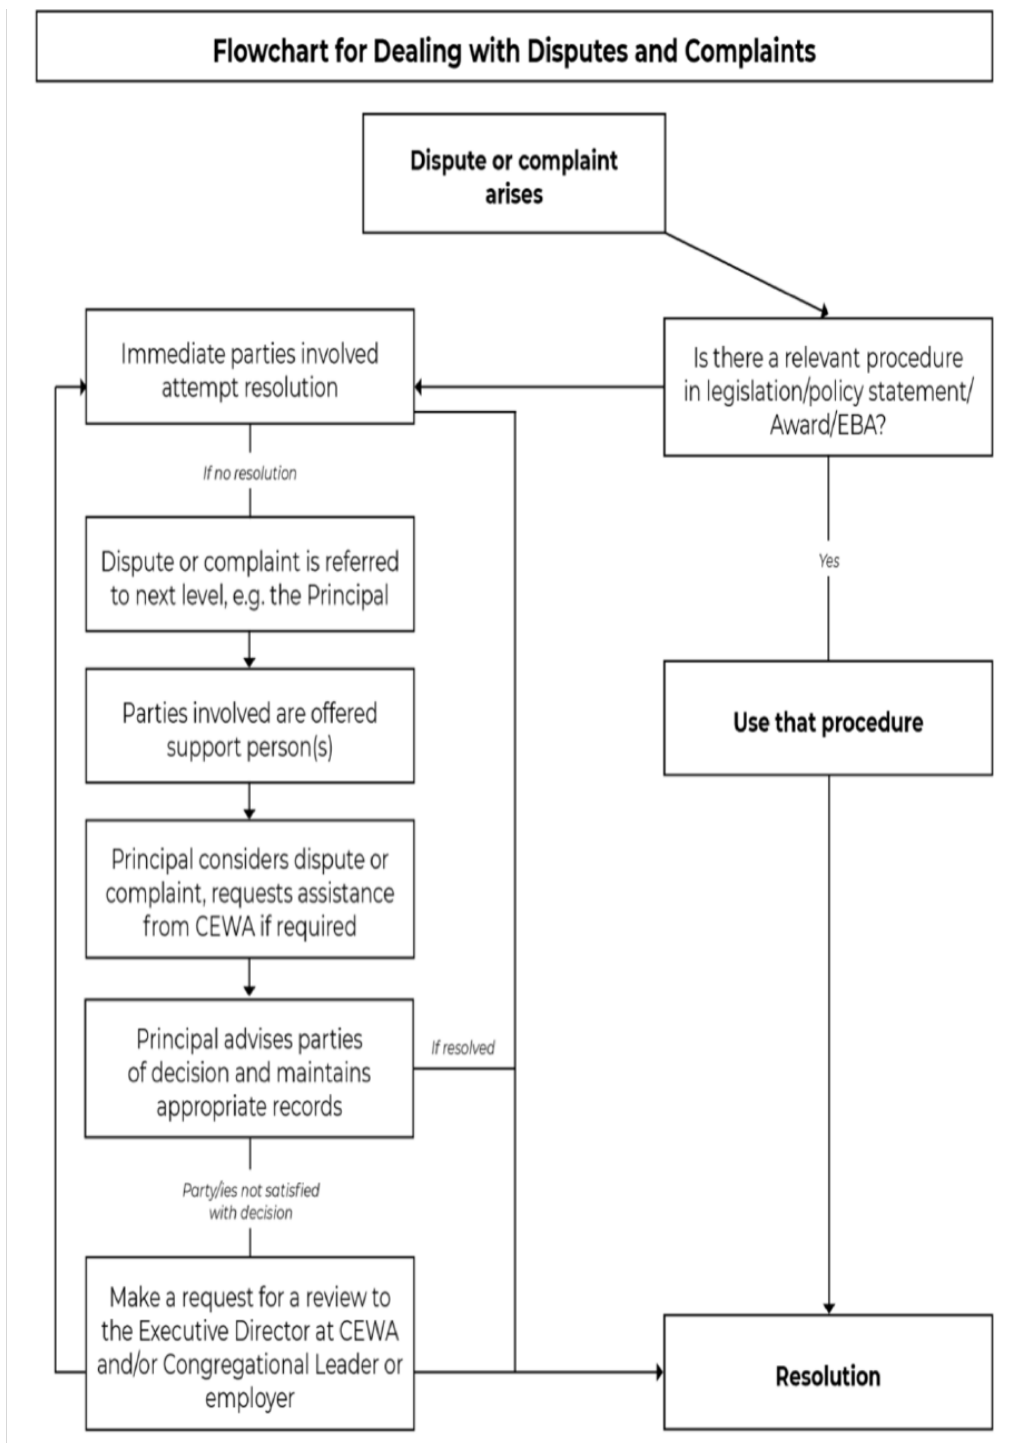 Flowchart for Dealing with Disputes and Complaints
Dispute or complaint
arises
Is there a relevant procedure
in legislation/policy statement/
Award/EBA?
Yes
Use that procedure
Immediate parties involved
attempt resolution
If no resolution
Dispute or complaint is referred
to next level, e.g. the Principal
Parties involved are offered
support person(s)
Principal considers dispute or
complaint, requests assistance
from CEWA if required
Principal advises parties
of decision and maintains
appropriate records
If resolved
Party/ies not satisfied
with decision
Make a request for a review to
the Executive Director at CEWA
and/or Congregational Leader or
employer
Resolution